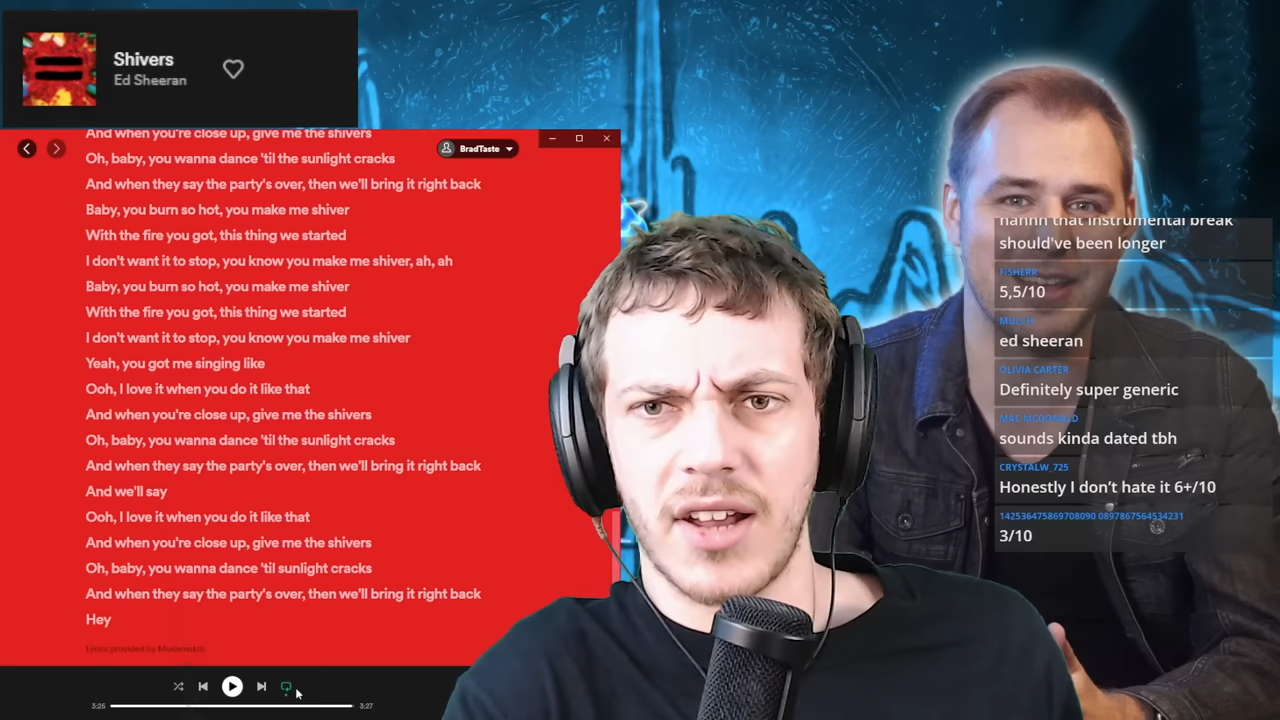 Shivers
Ed Sheeran
And when you're close up, give me the shivers
BradTaste
Oh, baby, you wanna dance 'til the sunlight cracks
And when they say the party's over, then we'll bring it right back
Baby, you burn so hot, you make me shiver
With the fire you got, this thing we started
I don't want it to stop, you know you make me shiver, ah, ah
Baby, you burn so hot, you make me shiver
With the fire you got, this thing we started
I don't want it to stop, you know you make me shiver
Yeah, you got me singing like
Ooh, I love it when you do it like that
And when you're close up, give me the shivers
Oh, baby, you wanna dance 'til the sunlight cracks
And when they say the party's over, then we'll bring it right back
And we'll say
Ooh, I love it when you do it like that
And when you're close up, give me the shivers
Oh, baby, you wanna dance 'til sunlight cracks
And when they say the party's over, then we'll bring it right back
Hey
Lyrics provided by Musixmatch
3:25
3:27
that instrumental break
should've been longer
FISHERR
5,5/10
ed sheeran
OLIVIA CARTER
Definitely super generic
MAC MCDONALD
sounds kinda dated tbh
CRYSTALW_725
Honestly I don't hate it 6+/10
142536475869708090 0897867564534231
3/10